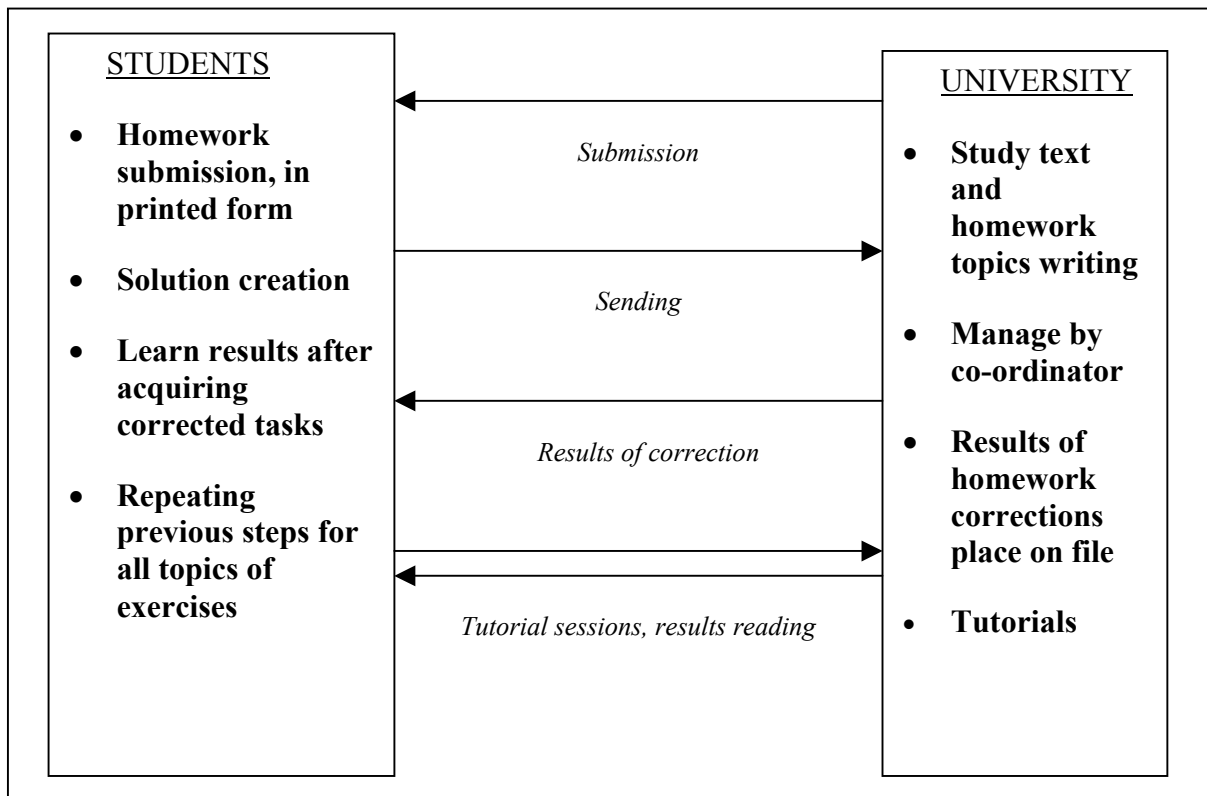 STUDENTS
• Homework
submission, in
printed form
• Solution creation
• Learn results after
acquiring
corrected tasks
• Repeating
previous steps for
all topics of
exercises
Submission
Sending
Results of correction
Tutorial sessions, results reading
UNIVERSITY
• Study text
and
homework
topics writing
• Manage by
co-ordinator
• Results of
homework
corrections
place on file
• Tutorials